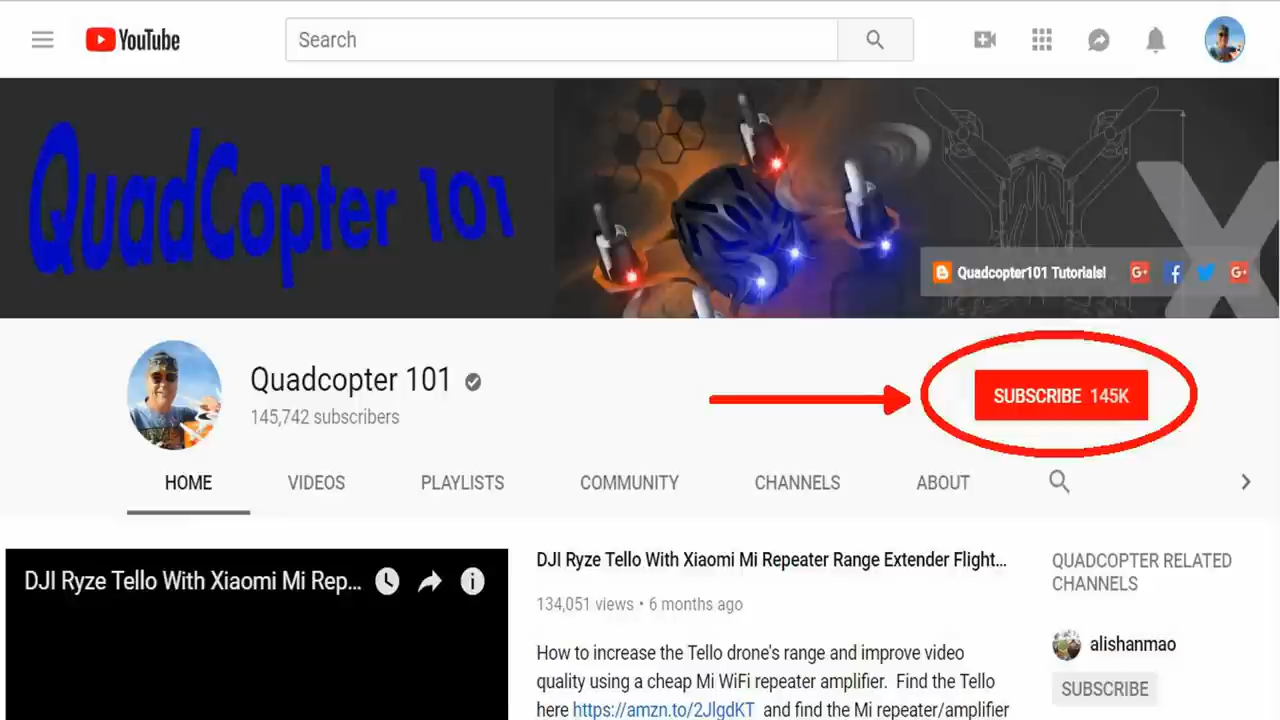 YouTube
Search
QuadCopter 101
X
Quadcopter101 Tutorials!
Quadcopter 101
145,742 subscribers
SUBSCRIBE 145K
HOME VIDEOS PLAYLISTS COMMUNITY CHANNELS ABOUT
DJI Ryze Tello With Xiaomi Mi Rep...
DJI Ryze Tello With Xiaomi Mi Repeater Range Extender Flight...
134,051 views • 6 months ago
How to increase the Tello drone's range and improve video
quality using a cheap Mi WiFi repeater amplifier. Find the Tello
here https://amzn.to/2JlgdKT and find the Mi repeater/amplifier
QUADCOPTER RELATED
CHANNELS
alishanmao
SUBSCRIBE